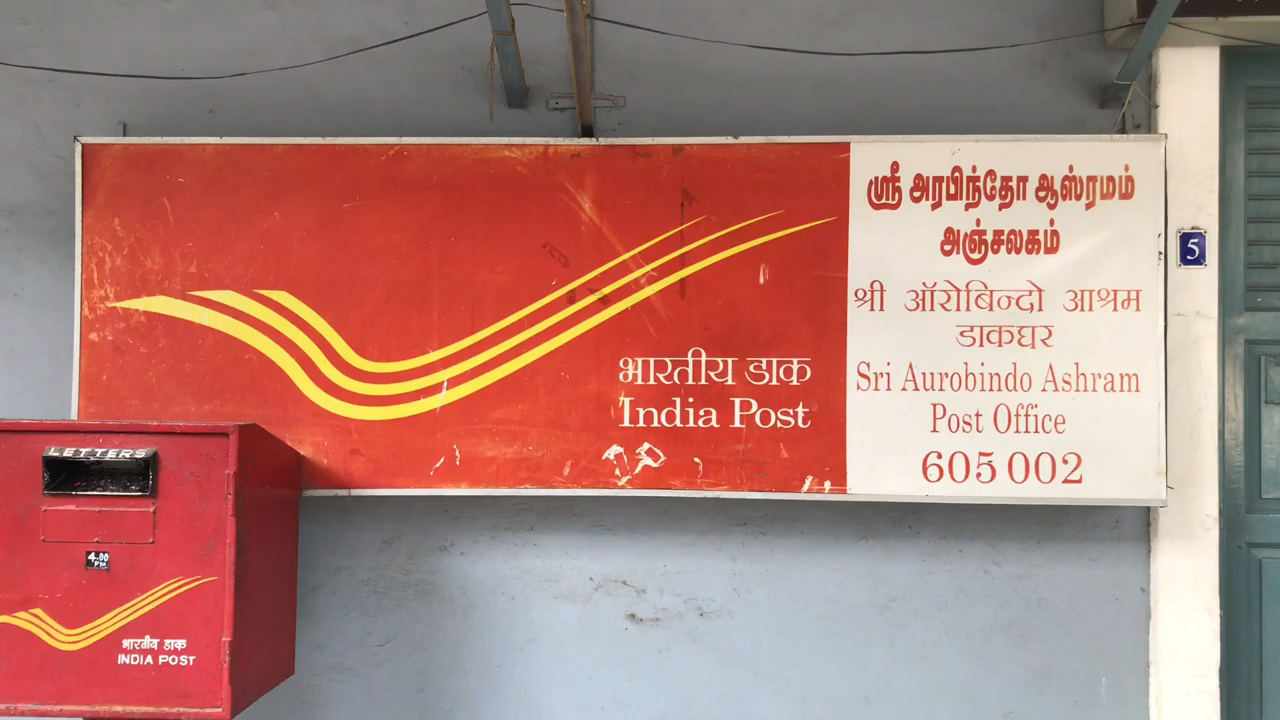 भारतीय डाक
India Post
ஸ்ரீ அரபிந்தோ ஆஸ்ரமம்
அஞ்சலகம்
श्री ऑरोबिन्दो आश्रम
डाकघर
Sri Aurobindo Ashram
Post Office
605 002
5
LETTERS
4.00
PM
भारतीय डाक
INDIA POST